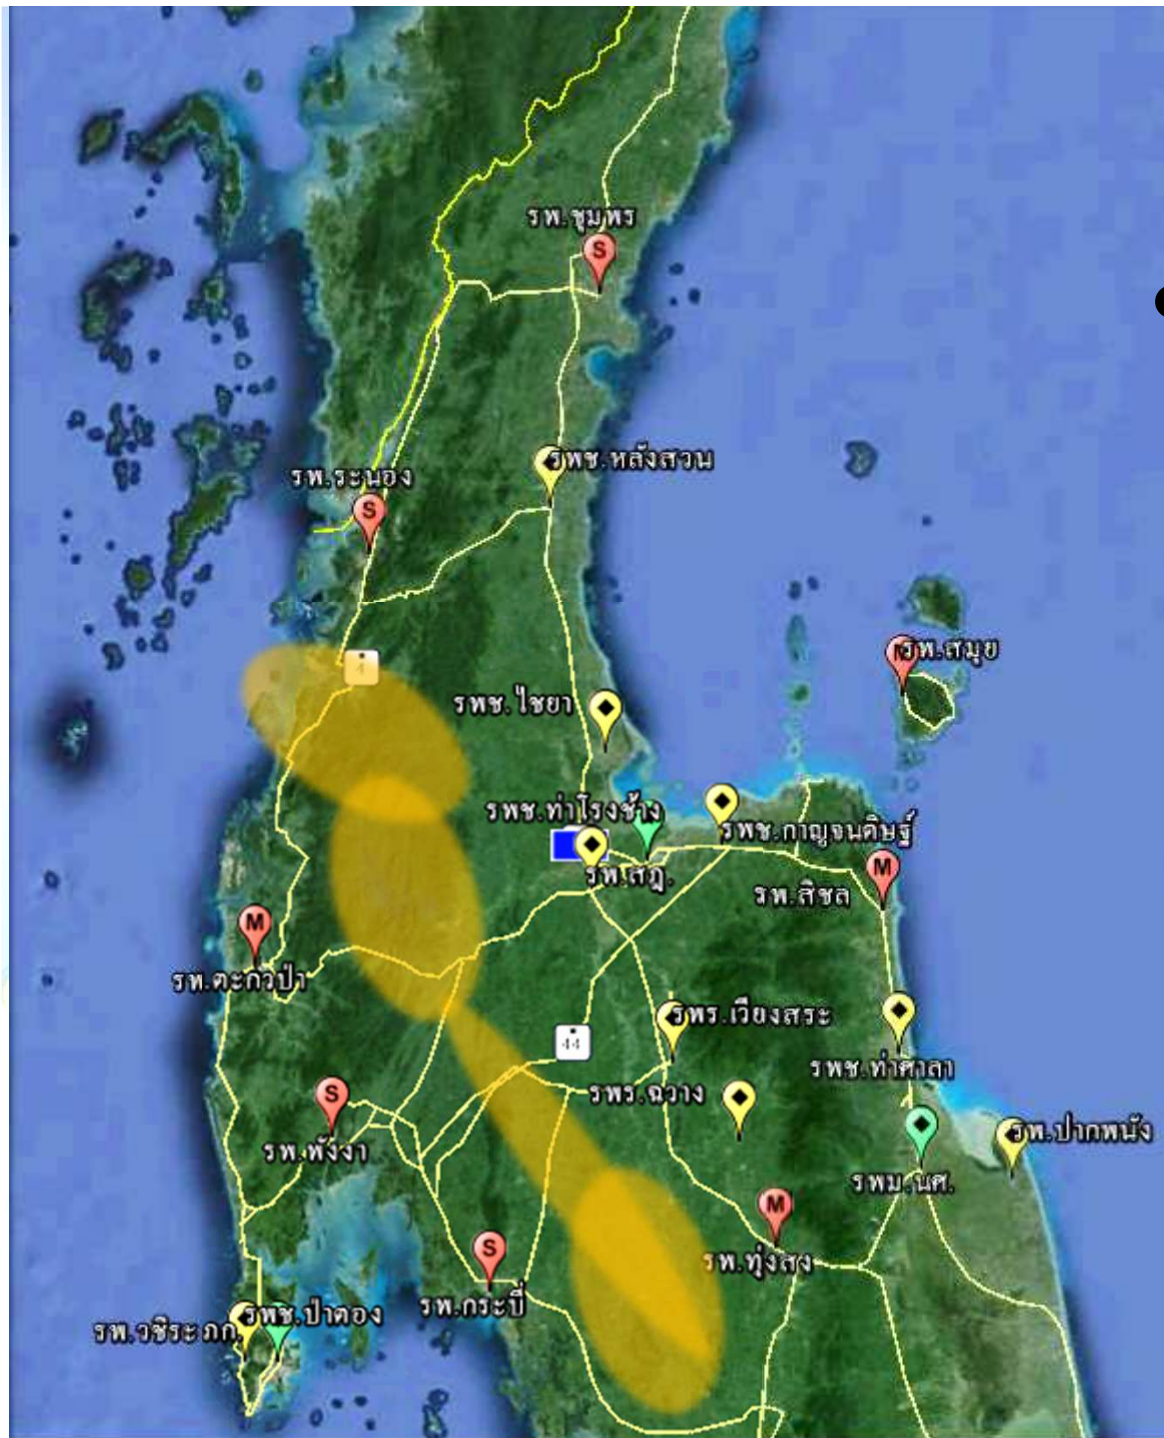 รพ.ชุมพร
S
รพช.หลังสวน
รพ.ระนอง
S
รพ.สมุย
4
รพช.ไชยา
รพช.ท่าโรงช้าง
รพช.กาญจนดิษฐ์
รพ.สฎ.
M
รพ.สิชล
M
รพ.ตะกั่วป่า
รพร.เวียงสระ
44
รพช.ท่าศาลา
รพร.ฉวาง
S
รพ.ปากพนัง
รพ.พังงา
รพม.นศ.
M
S
รพ.ทุ่งสง
รพ.กระบี่
รพช.ป่าตอง
รพ.วชิระภก.